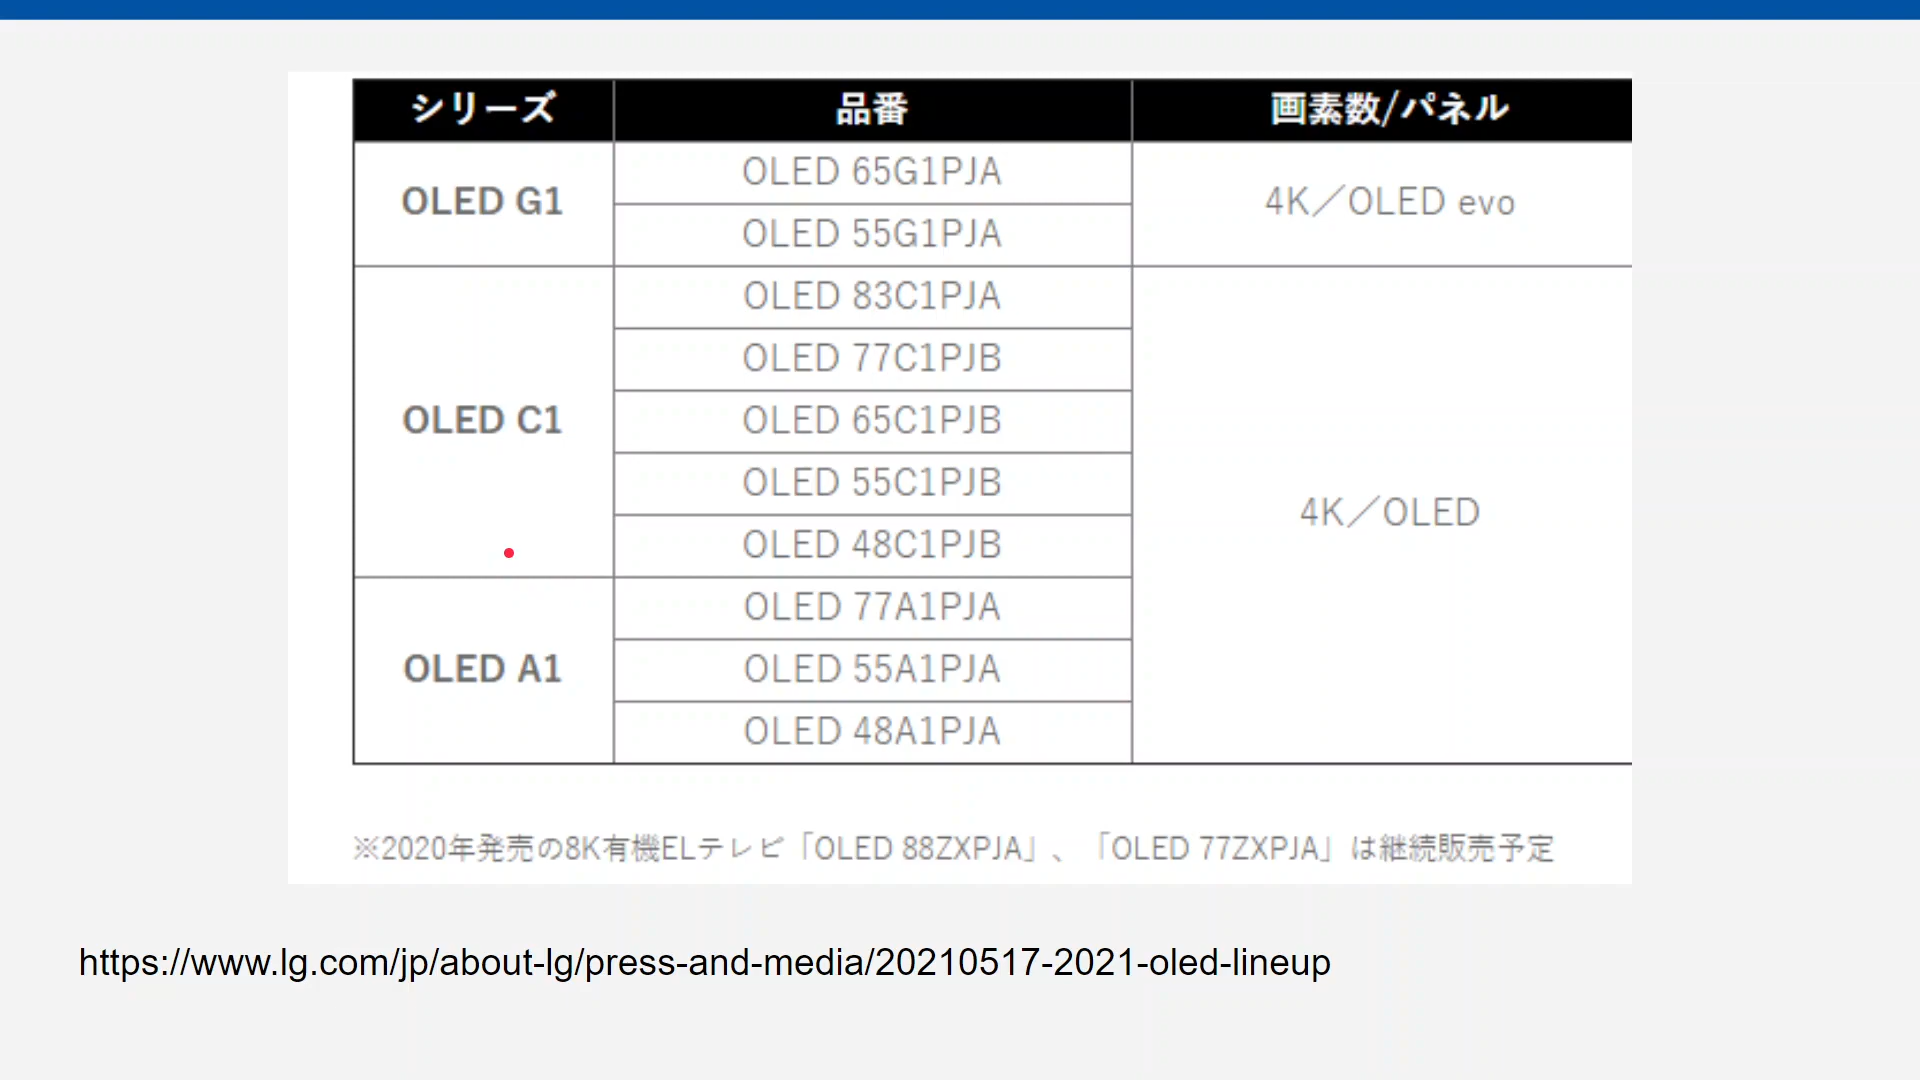 シリーズ 品番 画素数/パネル
OLED G1 OLED 65G1PJA 4K／OLED evo
OLED 55G1PJA
OLED C1 OLED 83C1PJA 4K／OLED
OLED 77C1PJB
OLED 65C1PJB
OLED 55C1PJB
OLED 48C1PJB
OLED A1 OLED 77A1PJA
OLED 55A1PJA
OLED 48A1PJA
※2020年発売の8K有機ELテレビ「OLED 88ZXPJA」、「OLED 77ZXPJA」は継続販売予定
https://www.lg.com/jp/about-lg/press-and-media/20210517-2021-oled-lineup